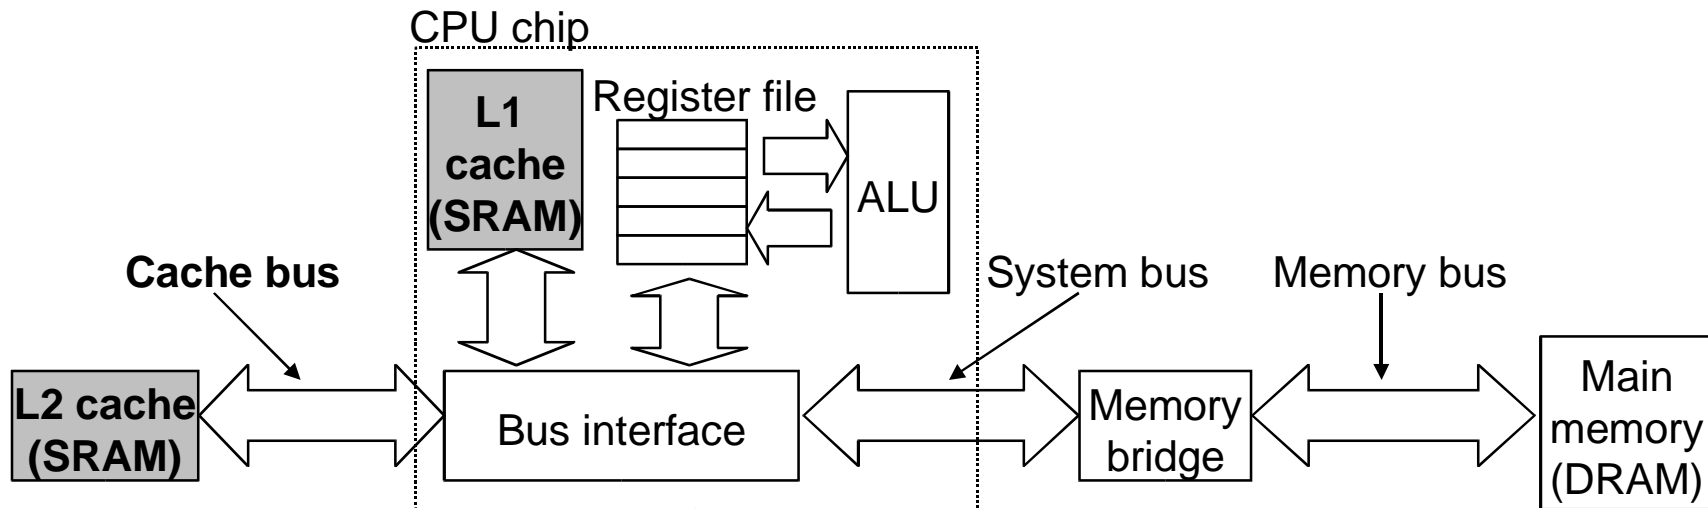 CPU chip
L1
cache
(SRAM)
Register file
ALU
Cache bus
System bus
Memory bus
L2 cache
(SRAM)
Bus interface
Memory
bridge
Main
memory
(DRAM)